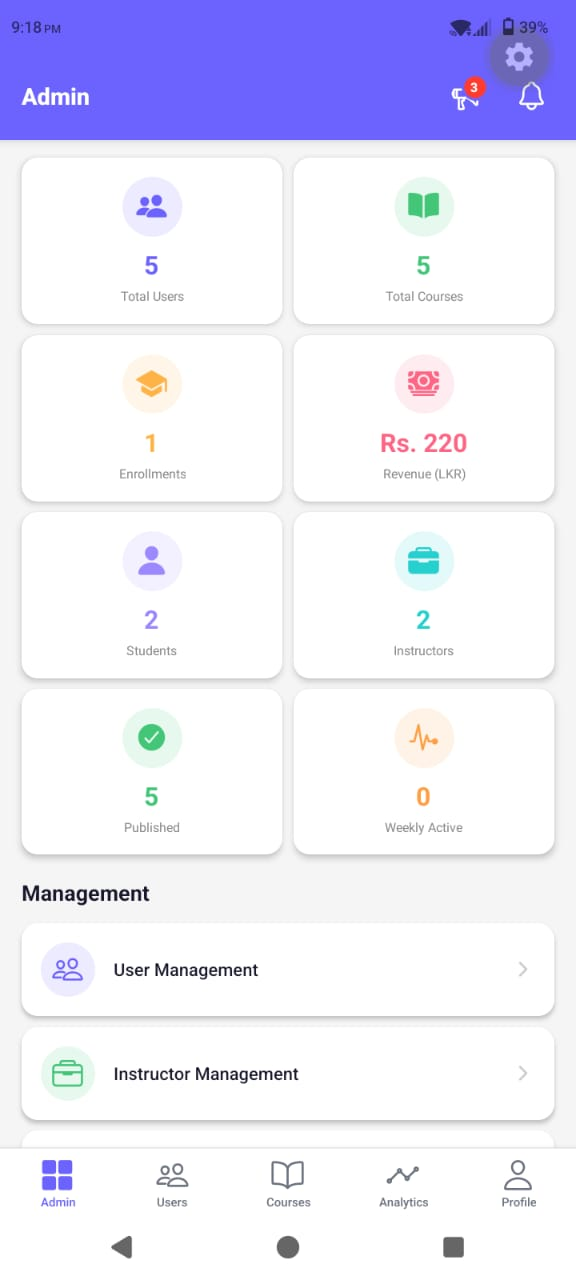 9:18 PM 39%
Admin 3
5 5
Total Users Total Courses
1 Rs. 220
Enrollments Revenue (LKR)
2 2
Students Instructors
5 0
Published Weekly Active
Management
User Management
Instructor Management
Admin Users Courses Analytics Profile